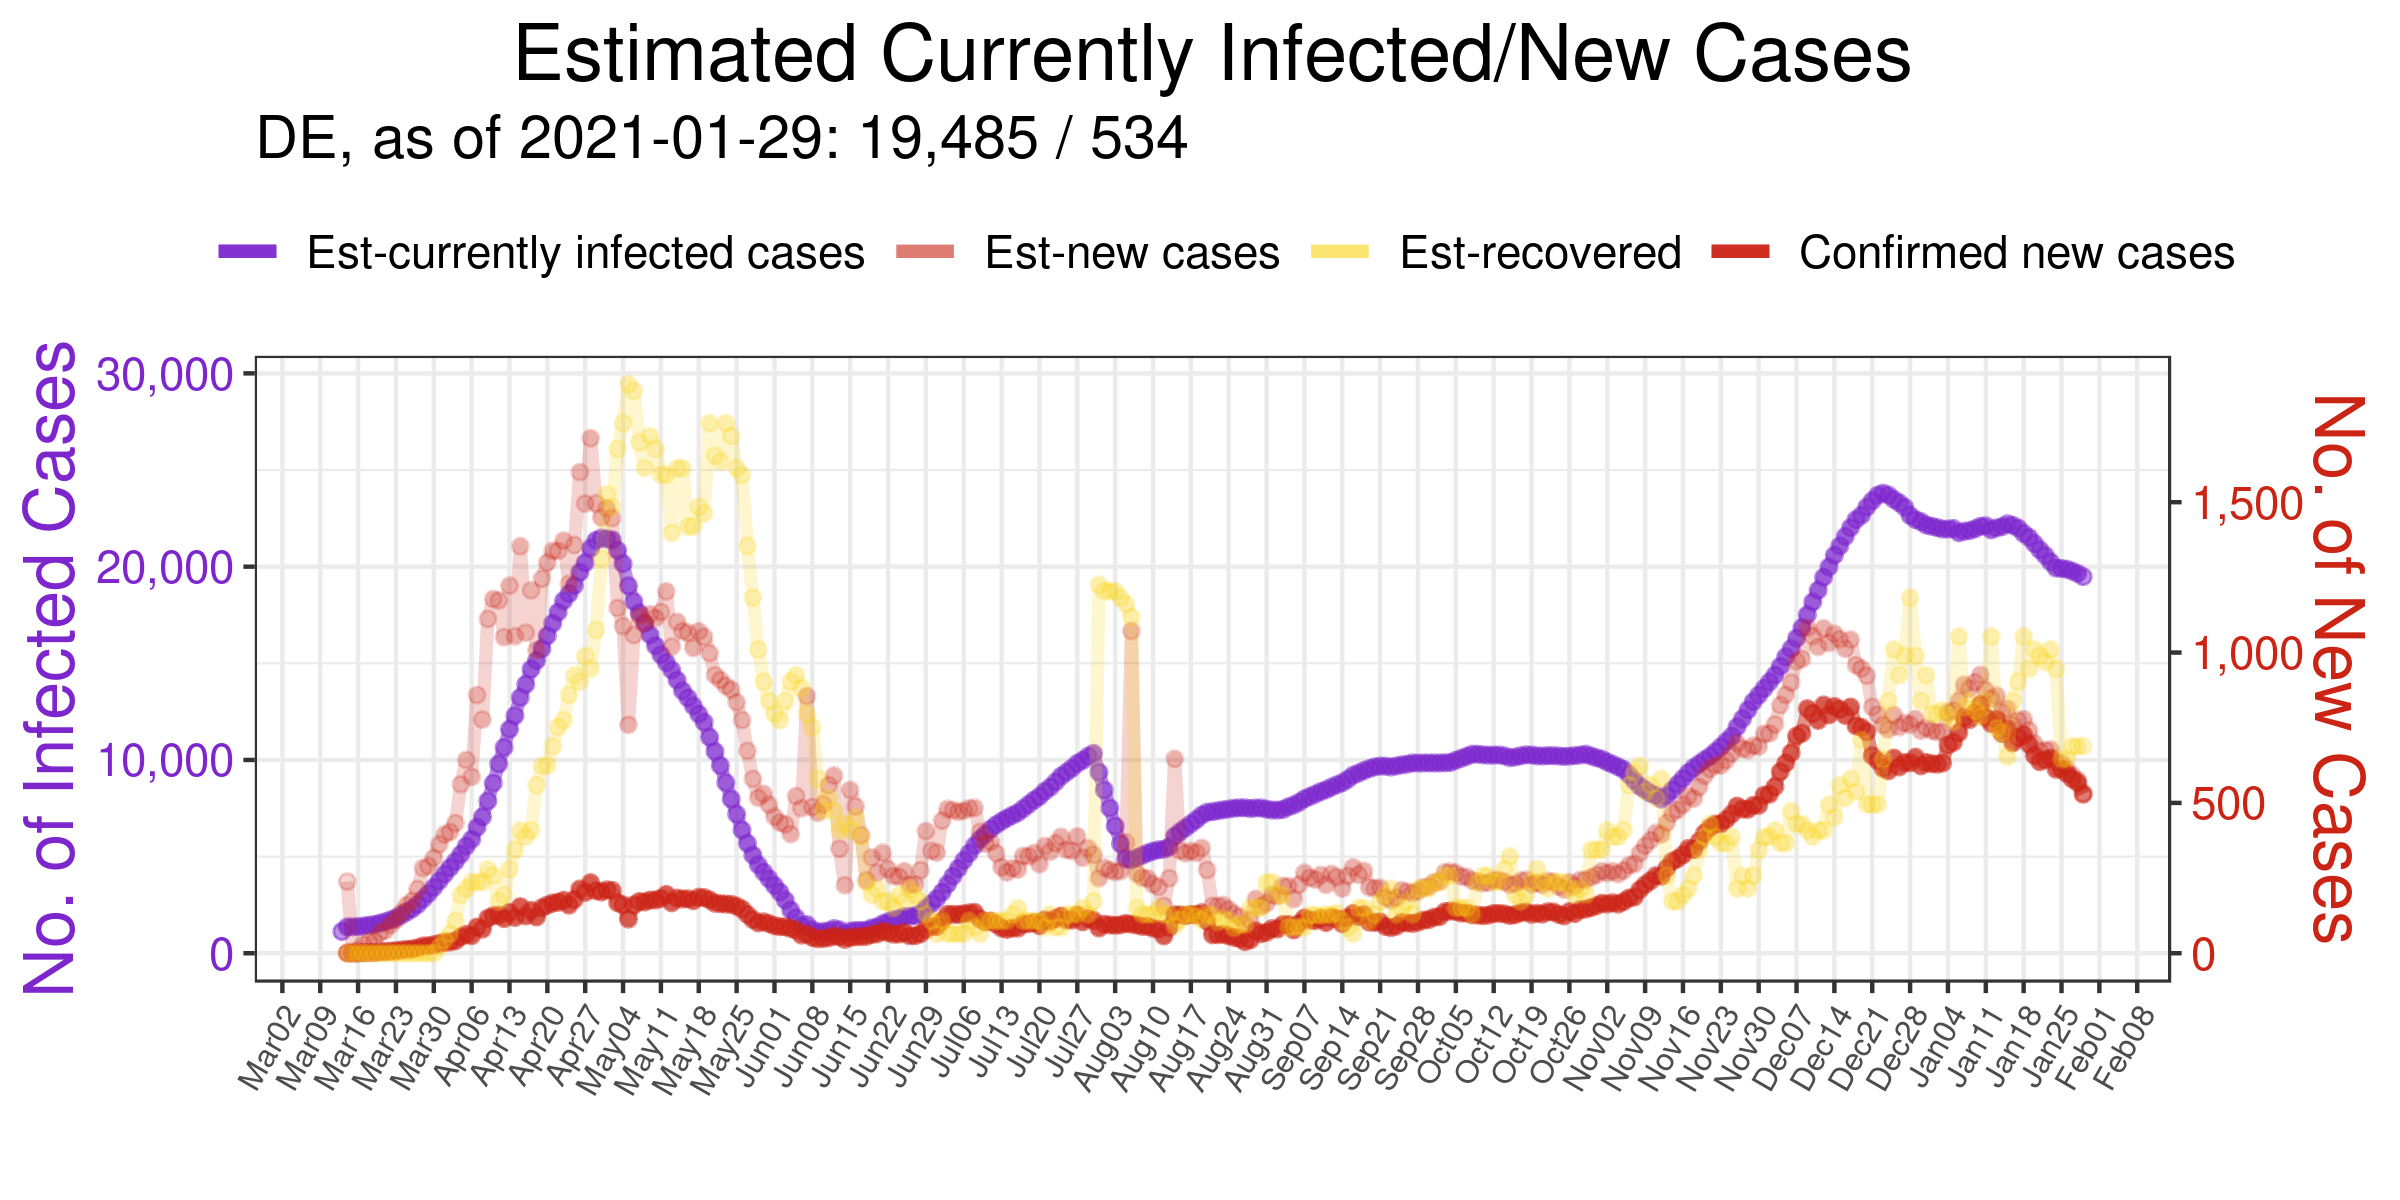 Estimated Currently Infected/New Cases
DE, as of 2021-01-29: 19,485 / 534
Est-currently infected cases Est-new cases Est-recovered Confirmed new cases
No. of Infected Cases
30,000
20,000
10,000
0
1,500
1,000
500
0
No. of New Cases
Mar02 Mar09 Mar16 Mar23 Mar30 Apr06 Apr13 Apr20 Apr27 May04 May11 May18 May25 Jun01 Jun08 Jun15 Jun22 Jun29 Jul06 Jul13 Jul20 Jul27 Aug03 Aug10 Aug17 Aug24 Aug31 Sep07 Sep14 Sep21 Sep28 Oct05 Oct12 Oct19 Oct26 Nov02 Nov09 Nov16 Nov23 Nov30 Dec07 Dec14 Dec21 Dec28 Jan04 Jan11 Jan18 Jan25 Feb01 Feb08